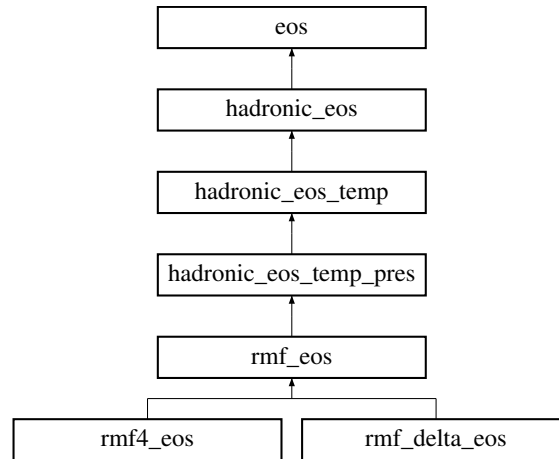 eos
hadronic_eos
hadronic_eos_temp
hadronic_eos_temp_pres
rmf_eos
rmf4_eos
rmf_delta_eos